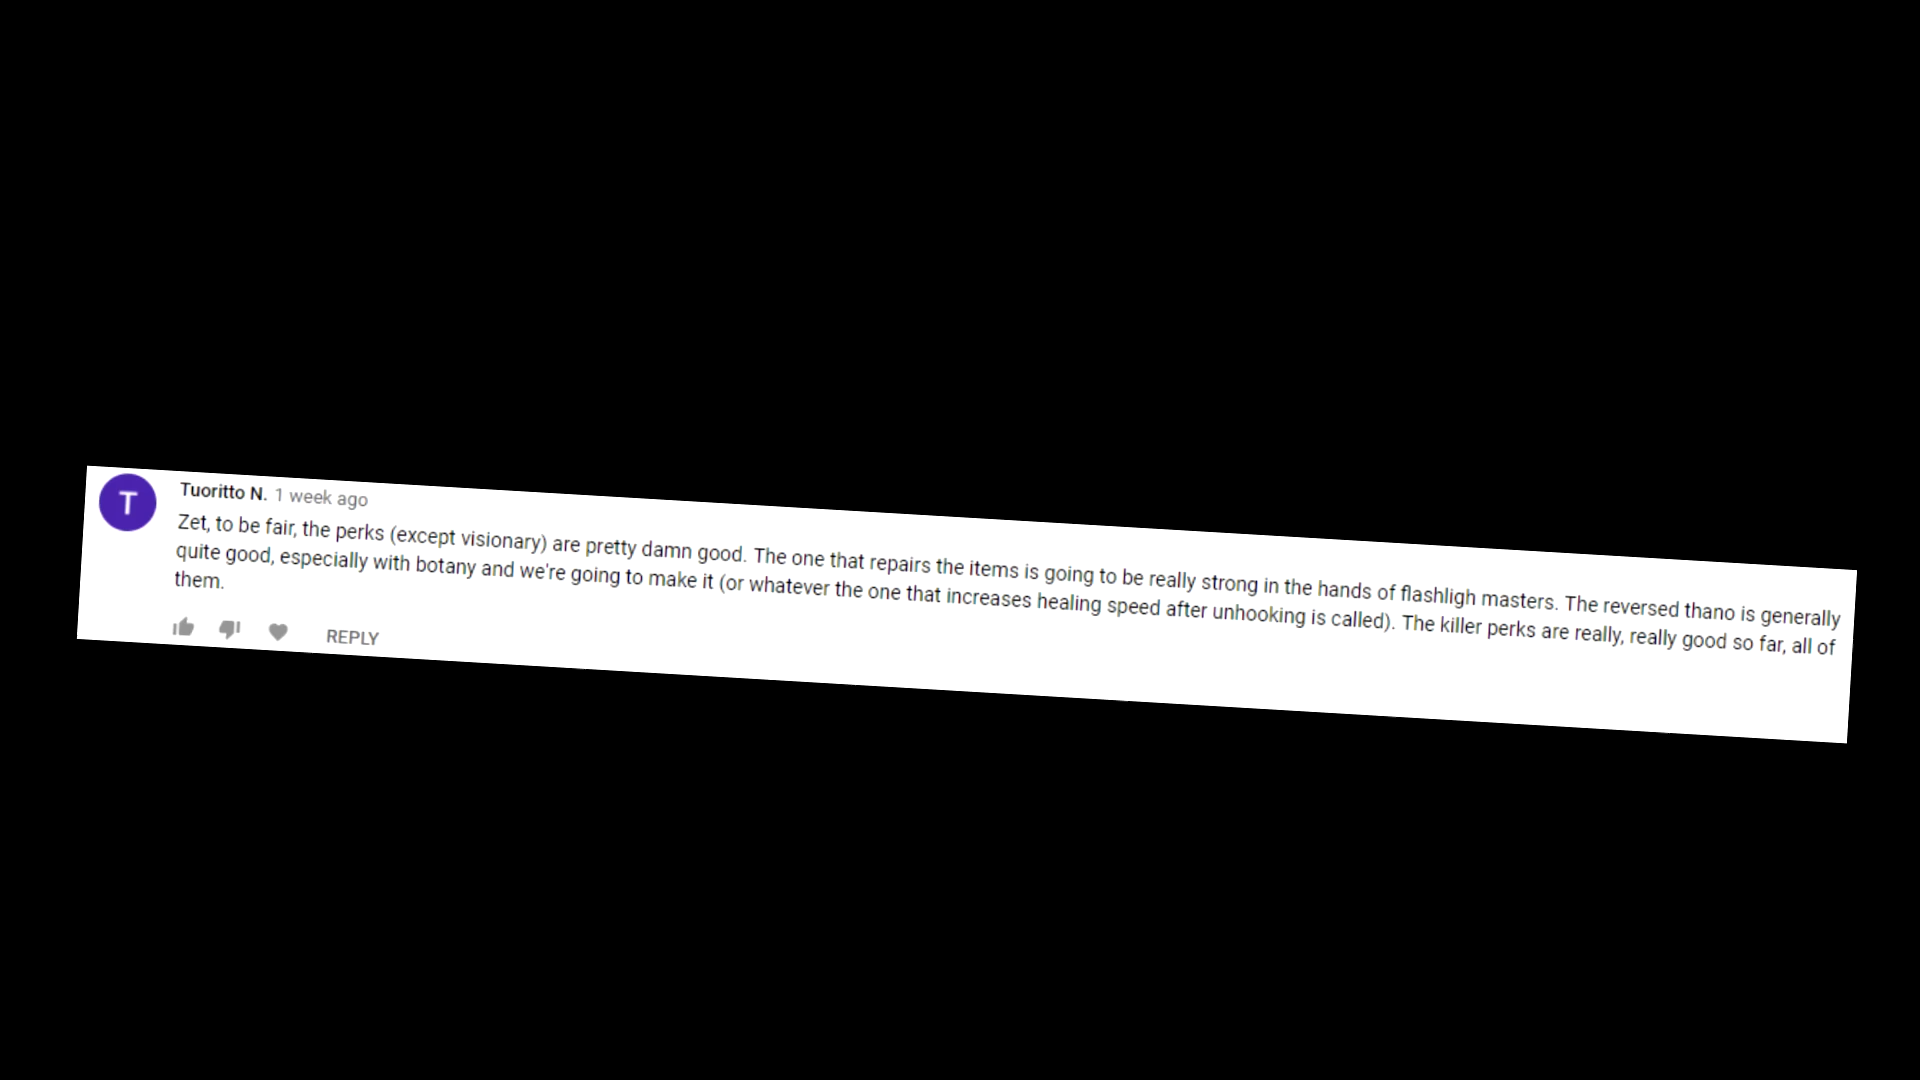 T
Tuoritto N. 1 week ago
Zet, to be fair, the perks (except visionary) are pretty damn good. The one that repairs the items is going to be really strong in the hands of flashligh masters. The reversed thano is generally
quite good, especially with botany and we're going to make it (or whatever the one that increases healing speed after unhooking is called). The killer perks are really, really good so far, all of
them.
REPLY